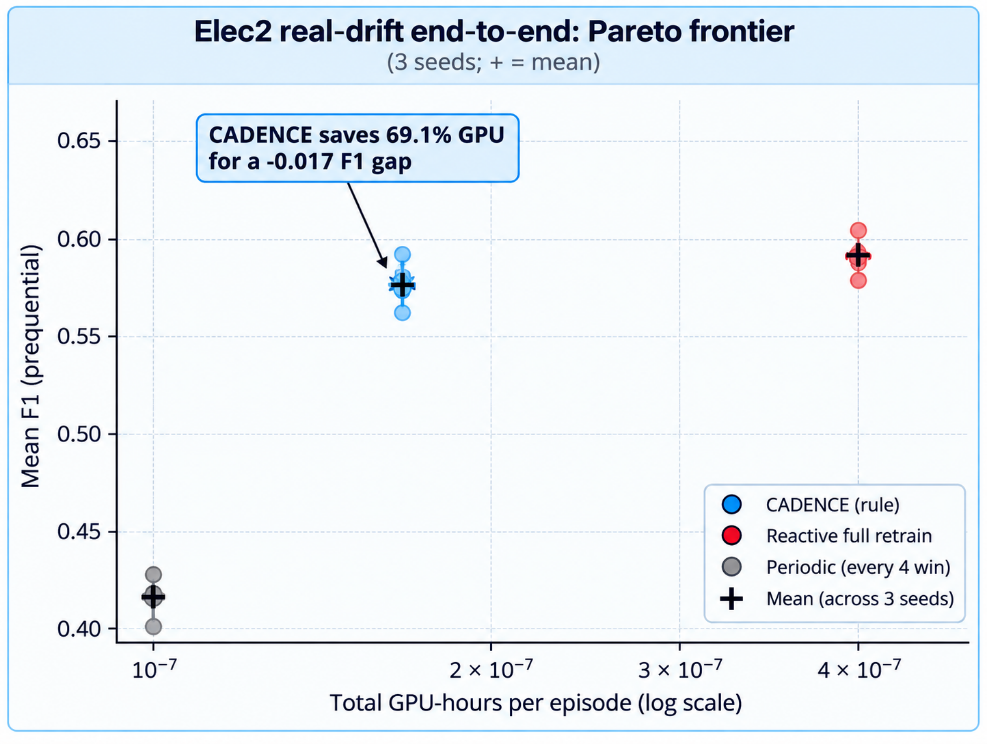 Elec2 real-drift end-to-end: Pareto frontier
(3 seeds; + = mean)
CADENCE saves 69.1% GPU
for a -0.017 F1 gap
Mean F1 (prequential)
0.65
0.60
0.55
0.50
0.45
0.40
CADENCE (rule)
Reactive full retrain
Periodic (every 4 win)
Mean (across 3 seeds)
10⁻⁷
2 × 10⁻⁷
3 × 10⁻⁷
4 × 10⁻⁷
Total GPU-hours per episode (log scale)